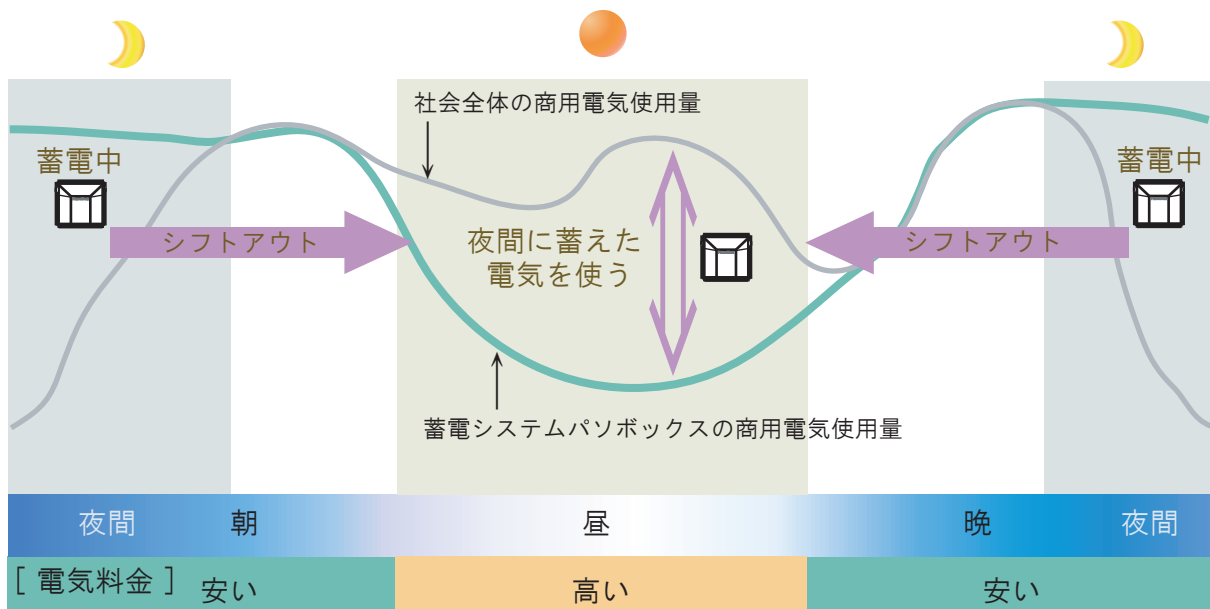 社会全体の商用電気使用量
蓄電中
蓄電中
シフトアウト
夜間に蓄えた
電気を使う
シフトアウト
蓄電システムパソボックスの商用電気使用量
夜間 朝 昼 晩 夜間
[ 電気料金 ] 安い 高い 安い